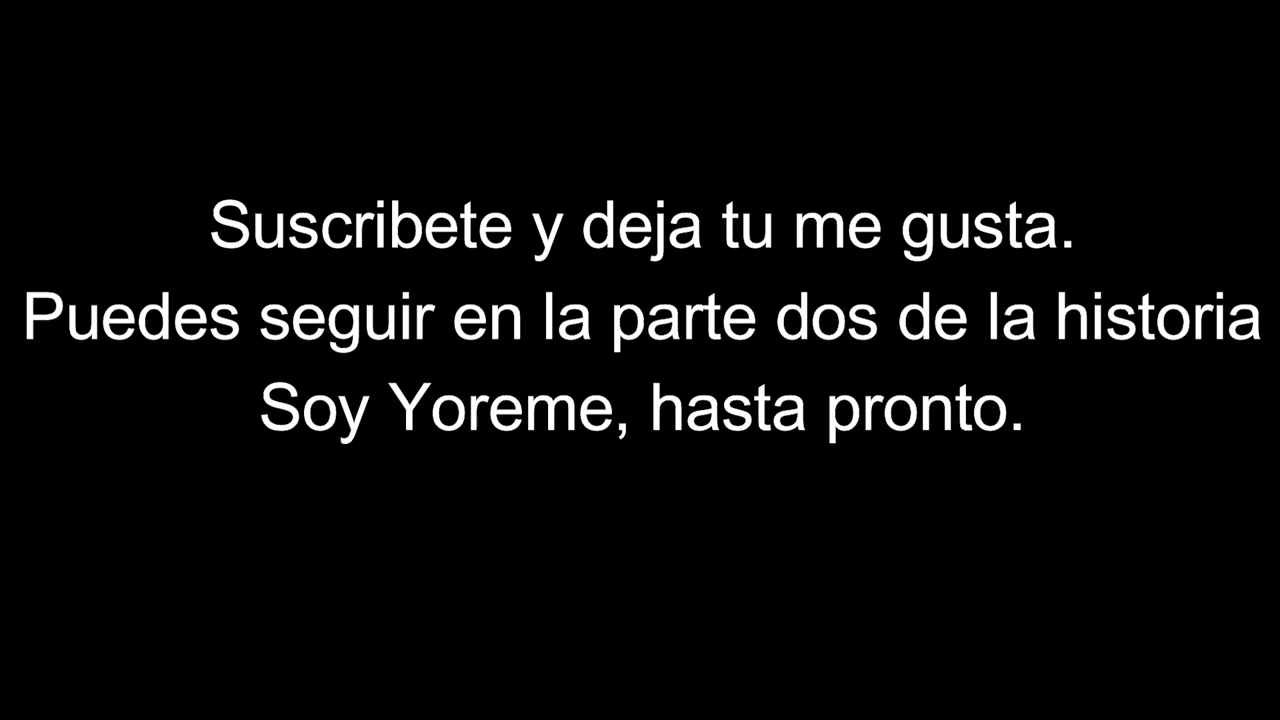 Suscribete y deja tu me gusta.
Puedes seguir en la parte dos de la historia
Soy Yoreme, hasta pronto.